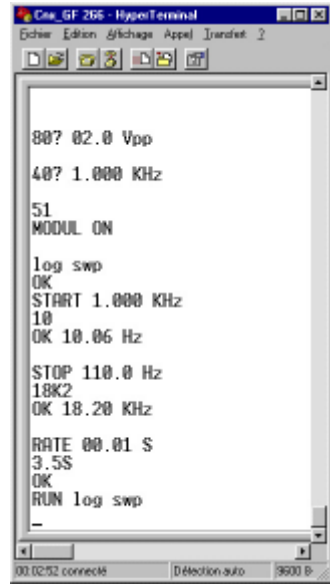 Cnx_GF 266 - HyperTerminal
Fichier Edition Affichage Appel Transfert ?
80? 02.0 Vpp
40? 1.000 KHz
51
MODUL ON
log swp
OK
START 1.000 KHz
10
OK 10.06 Hz
STOP 110.0 Hz
18K2
OK 18.20 KHz
RATE 00.01 S
3.5S
OK
RUN log swp
_
00:02:52 connecté Détection auto 9600 8-